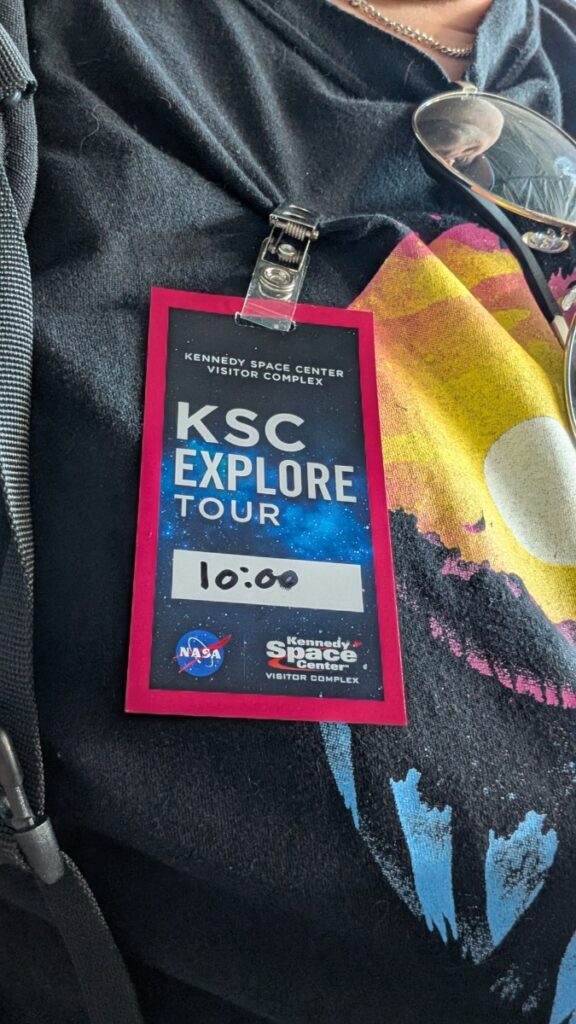 KENNEDY SPACE CENTER
VISITOR COMPLEX
KSC
EXPLORE
TOUR
10:00
NASA
Kennedy
Space
Center
VISITOR COMPLEX